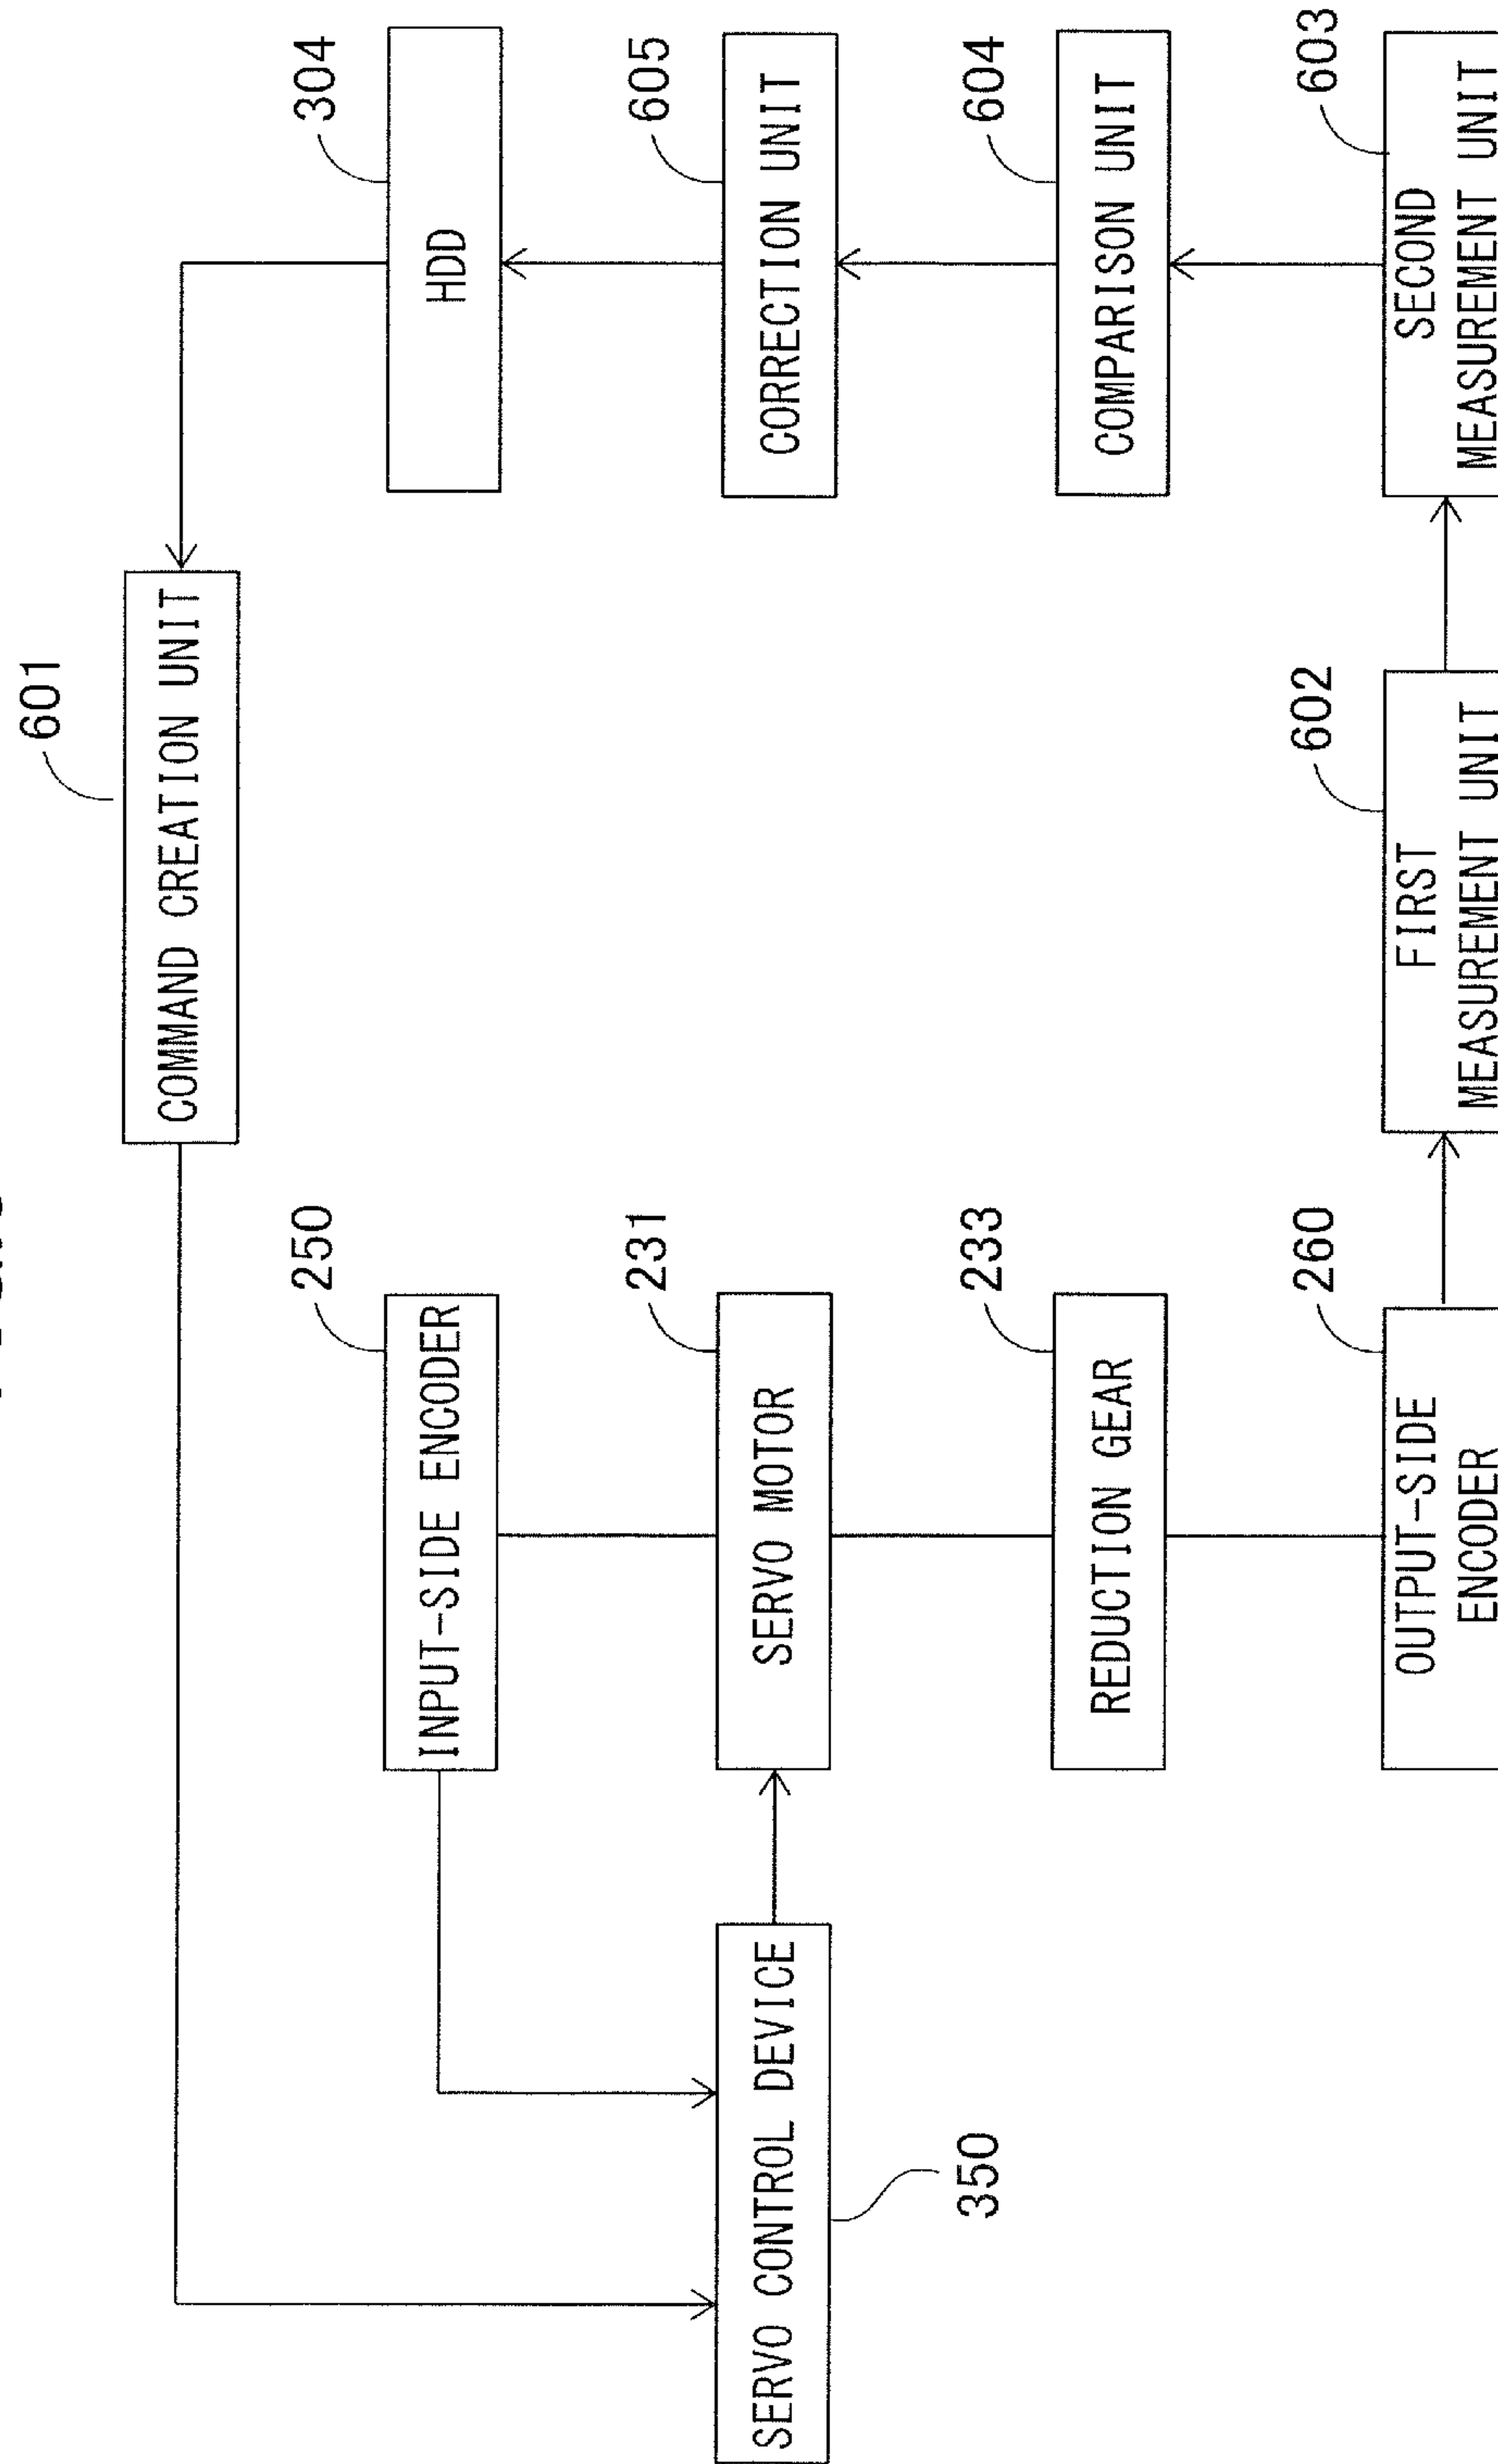 601
COMMAND CREATION UNIT
250
INPUT-SIDE ENCODER
304
HDD
SERVO CONTROL DEVICE
350
231
SERVO MOTOR
605
CORRECTION UNIT
233
REDUCTION GEAR
604
COMPARISON UNIT
260
OUTPUT-SIDE
ENCODER
602
FIRST
MEASUREMENT UNIT
603
SECOND
MEASUREMENT UNIT